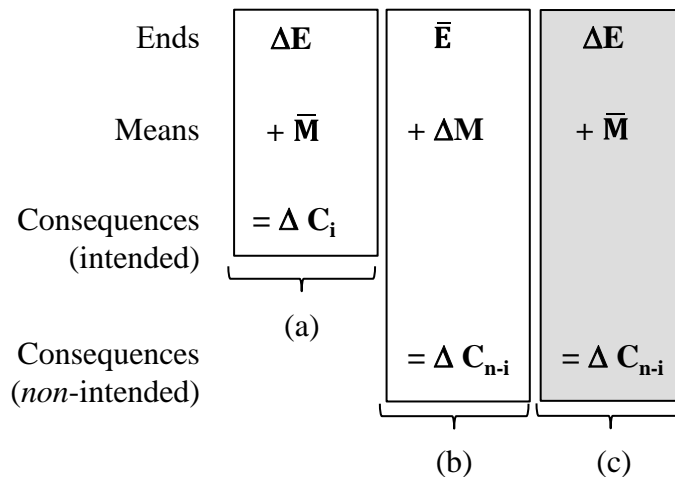 Ends ΔE E̅ ΔE
Means + M̅ + ΔM + M̅
Consequences = Δ Cᵢ
(intended)
(a)
Consequences = Δ Cₙ₋ᵢ = Δ Cₙ₋ᵢ
(non-intended)
(b) (c)